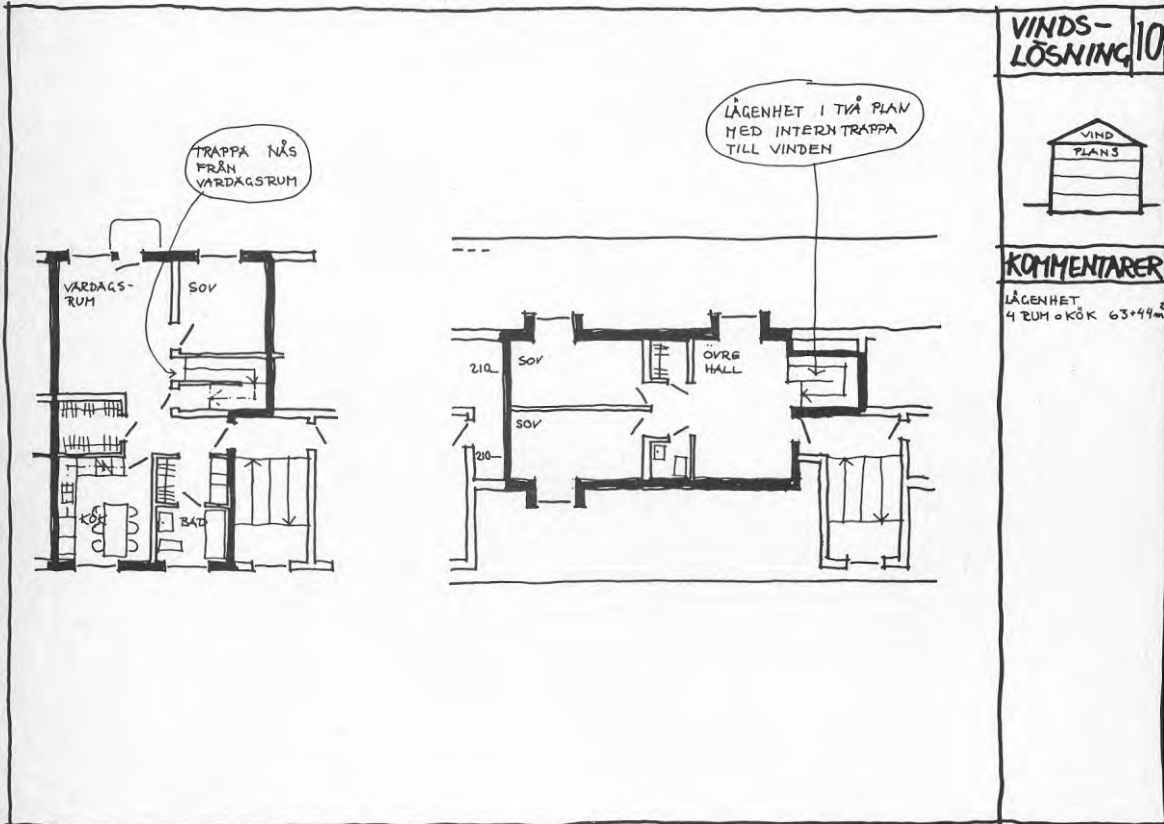 VINDS-
LÖSNING 10
TRAPPA NÅS
FRÅN
VARDAGSRUM
LÄGENHET I TVÅ PLAN
MED INTERN TRAPPA
TILL VINDEN
VIND
PLAN 3
KOMMENTARER
LÄGENHET
4 RUM o KÖK 63+44m²
VARDAGS-
RUM
SOV
KÖK
BAD
SOV
ÖVRE
HALL
SOV
210
210